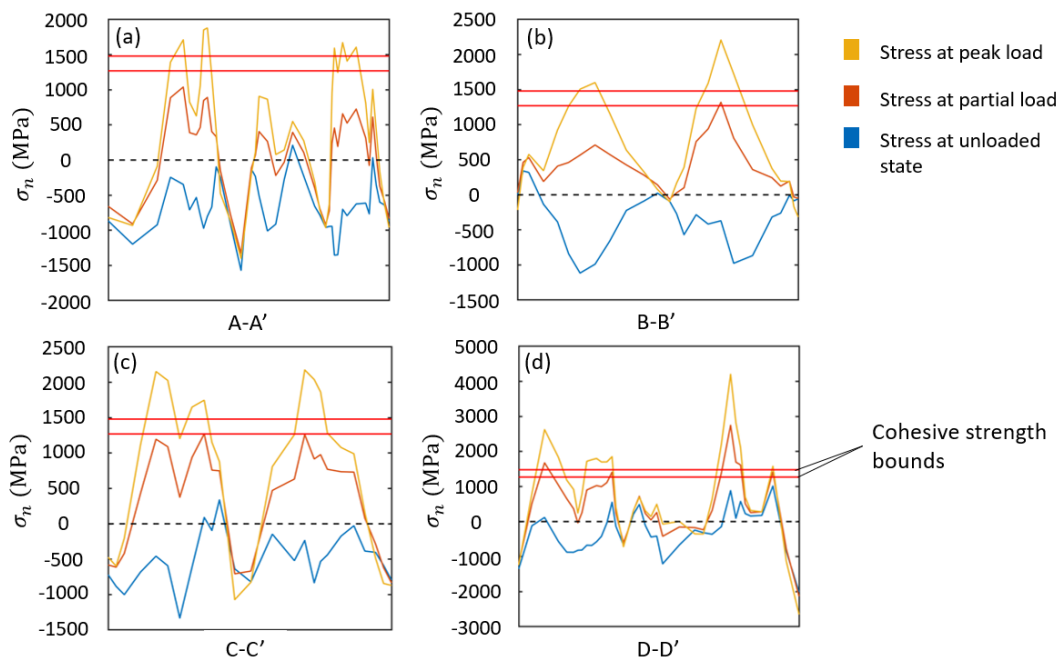 (a)
2000
1500
1000
500
0
-500
-1000
-1500
-2000
σn (MPa)
A-A’
(b)
2500
2000
1500
1000
500
0
-500
-1000
-1500
σn (MPa)
B-B’
Stress at peak load
Stress at partial load
Stress at unloaded
state
(c)
2500
2000
1500
1000
500
0
-500
-1000
-1500
σn (MPa)
C-C’
(d)
5000
4000
3000
2000
1000
0
-1000
-2000
-3000
σn (MPa)
D-D’
Cohesive strength
bounds